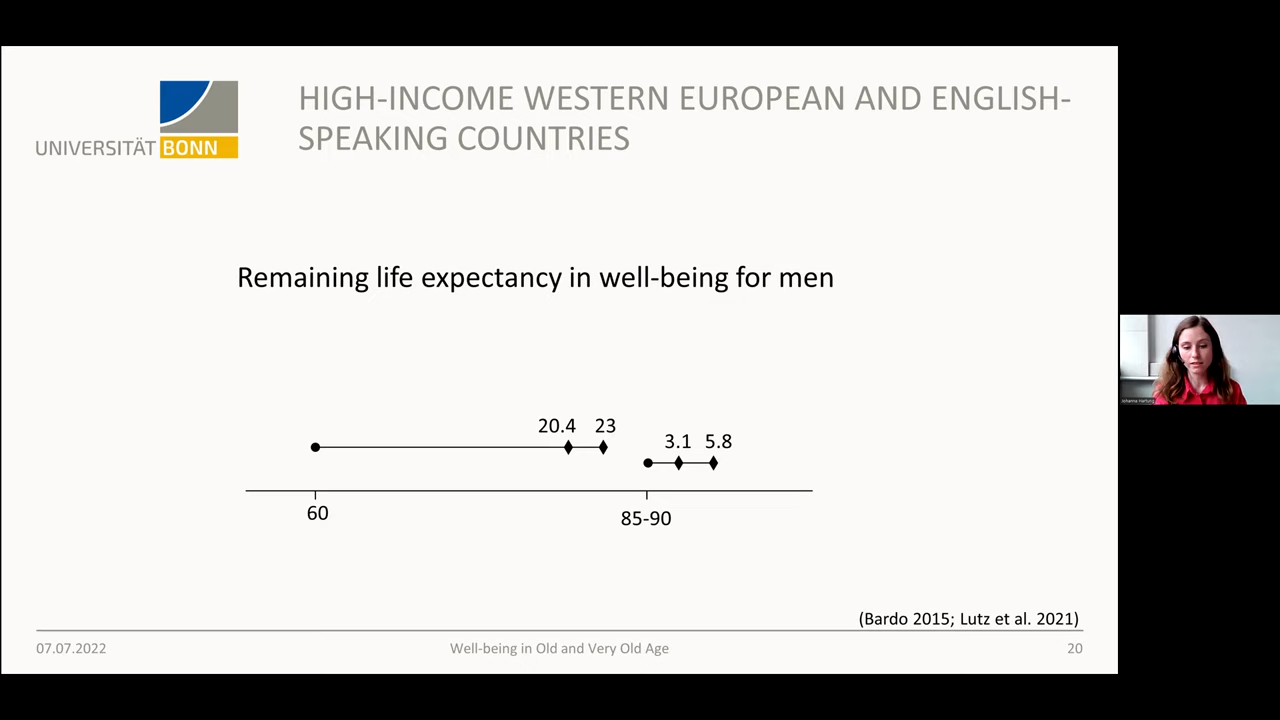 HIGH-INCOME WESTERN EUROPEAN AND ENGLISH-
SPEAKING COUNTRIES
UNIVERSITÄT BONN
Remaining life expectancy in well-being for men
20.4 23
3.1 5.8
60
85-90
Johanna Hartung
(Bardo 2015; Lutz et al. 2021)
07.07.2022 Well-being in Old and Very Old Age 20